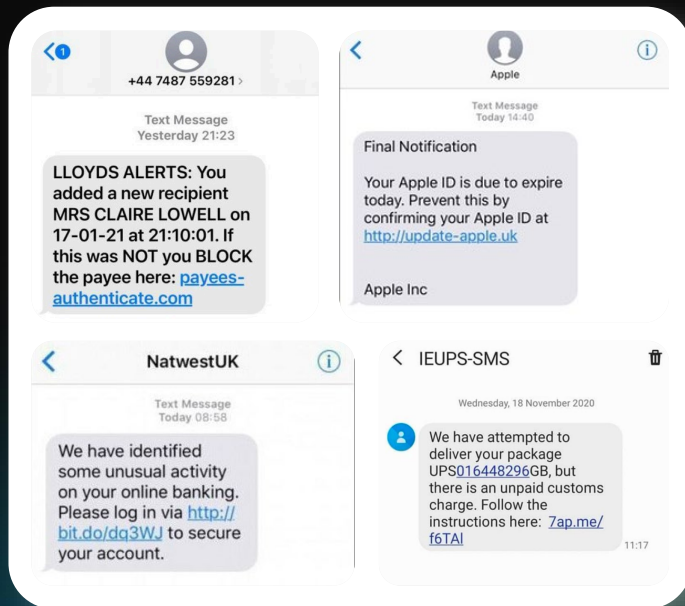 1
+44 7487 559281 >
Text Message
Yesterday 21:23
LLOYDS ALERTS: You
added a new recipient
MRS CLAIRE LOWELL on
17-01-21 at 21:10:01. If
this was NOT you BLOCK
the payee here: payees-
authenticate.com
Apple
Text Message
Today 14:40
Final Notification
Your Apple ID is due to expire
today. Prevent this by
confirming your Apple ID at
http://update-apple.uk
Apple Inc
NatwestUK
Text Message
Today 08:58
We have identified
some unusual activity
on your online banking.
Please log in via http://
bit.do/dq3WJ to secure
your account.
IEUPS-SMS
Wednesday, 18 November 2020
We have attempted to
deliver your package
UPS016448296GB, but
there is an unpaid customs
charge. Follow the
instructions here: 7ap.me/
f6TAl
11:17